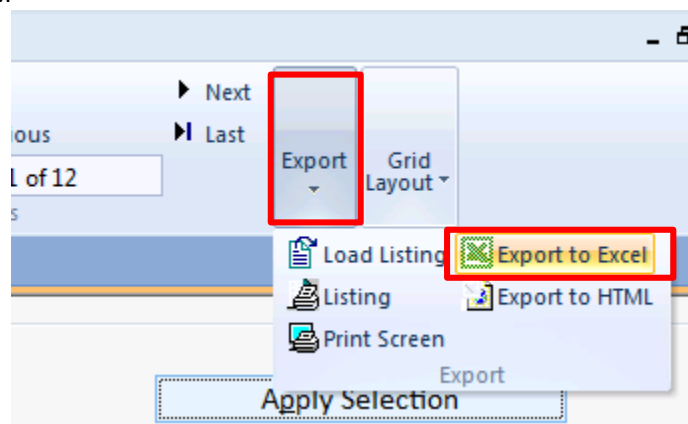 Next
ious
Last
1 of 12
Export
Grid
Layout
Load Listing
Export to Excel
Listing
Export to HTML
Print Screen
Export
Apply Selection